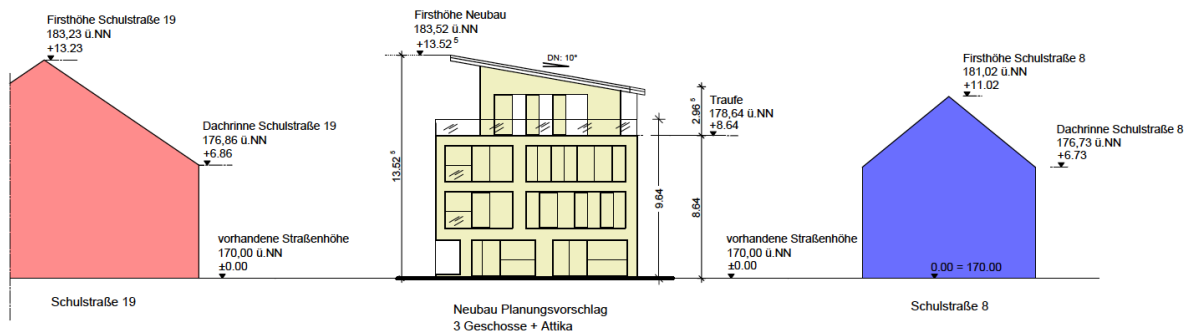 Firsthöhe Schulstraße 19
183,23 ü.NN
+13.23
Dachrinne Schulstraße 19
176,86 ü.NN
+6.86
vorhandene Straßenhöhe
170,00 ü.NN
±0.00
Schulstraße 19
Firsthöhe Neubau
183,52 ü.NN
+13.52⁵
DN: 10°
13.52⁵
2.96⁵
9.64
8.64
Traufe
178,64 ü.NN
+8.64
Neubau Planungsvorschlag
3 Geschosse + Attika
vorhandene Straßenhöhe
170,00 ü.NN
±0.00
Firsthöhe Schulstraße 8
181,02 ü.NN
+11.02
Dachrinne Schulstraße 8
176,73 ü.NN
+6.73
0.00 = 170.00
Schulstraße 8